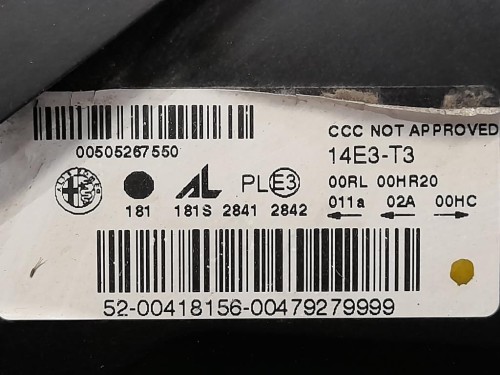 CCC NOT APPROVED
00505267550
14E3-T3
AL PL E3
00RL 00HR20
181 181S 2841 2842
011a 02A 00HC
52-00418156-00479279999